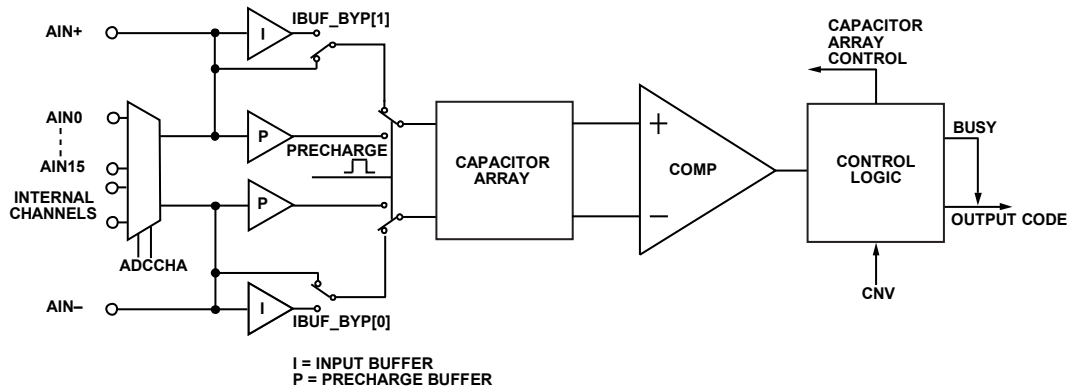 IBUF_BYP[1]
AIN+
I
CAPACITOR
ARRAY
CONTROL
AIN0
AIN15
P
PRECHARGE
CAPACITOR
ARRAY
+
COMP
−
CONTROL
LOGIC
BUSY
OUTPUT CODE
INTERNAL
CHANNELS
P
ADCCHA
CNV
AIN–
I
IBUF_BYP[0]
I = INPUT BUFFER
P = PRECHARGE BUFFER